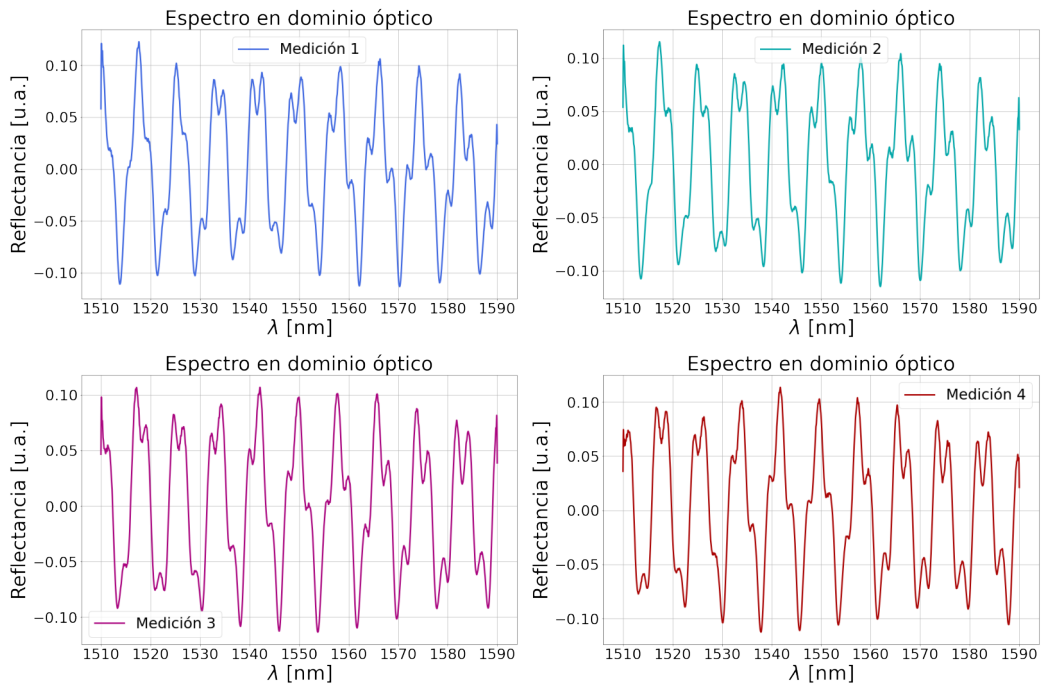 Espectro en dominio óptico
Espectro en dominio óptico
Medición 1
Medición 2
Reflectancia [u.a.]
0.10
0.05
0.00
−0.05
−0.10
Reflectancia [u.a.]
0.10
0.05
0.00
−0.05
−0.10
1510 1520 1530 1540 1550 1560 1570 1580 1590
1510 1520 1530 1540 1550 1560 1570 1580 1590
λ [nm]
λ [nm]
Espectro en dominio óptico
Espectro en dominio óptico
Medición 3
Medición 4
Reflectancia [u.a.]
0.10
0.05
0.00
−0.05
−0.10
Reflectancia [u.a.]
0.10
0.05
0.00
−0.05
−0.10
1510 1520 1530 1540 1550 1560 1570 1580 1590
1510 1520 1530 1540 1550 1560 1570 1580 1590
λ [nm]
λ [nm]